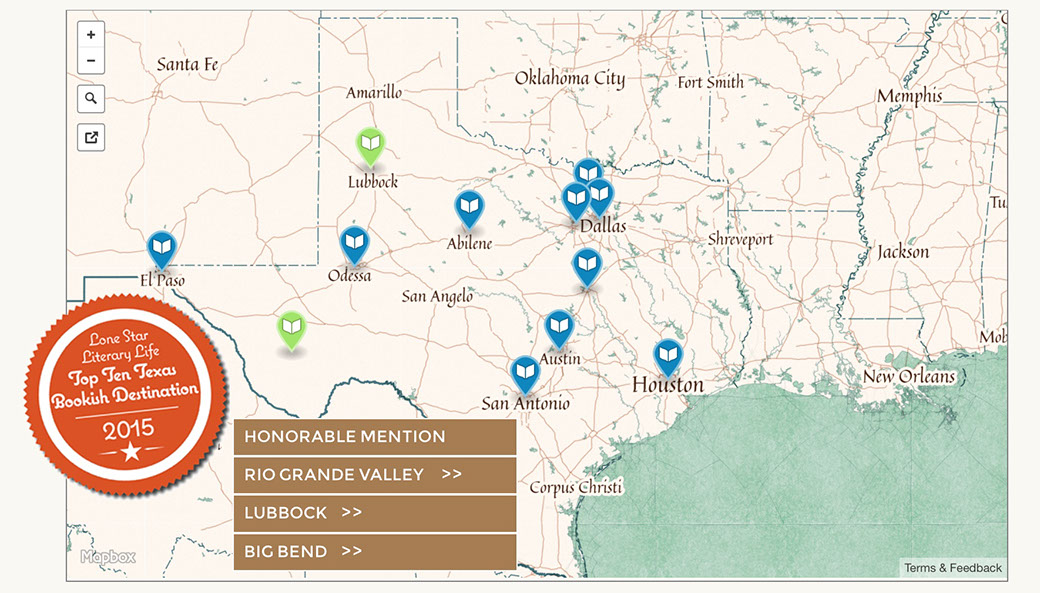 +
−
Santa Fe
Amarillo
Oklahoma City
Fort Smith
Memphis
Lubbock
Tu
Abilene
Dallas
Shreveport
Jackson
El Paso
Odessa
San Angelo
Mob
Austin
Houston
New Orleans
San Antonio
Corpus Christi
Lone Star
Literary Life
Top Ten Texas
Bookish Destination
2015
HONORABLE MENTION
RIO GRANDE VALLEY >>
LUBBOCK >>
BIG BEND >>
Mapbox
Terms & Feedback